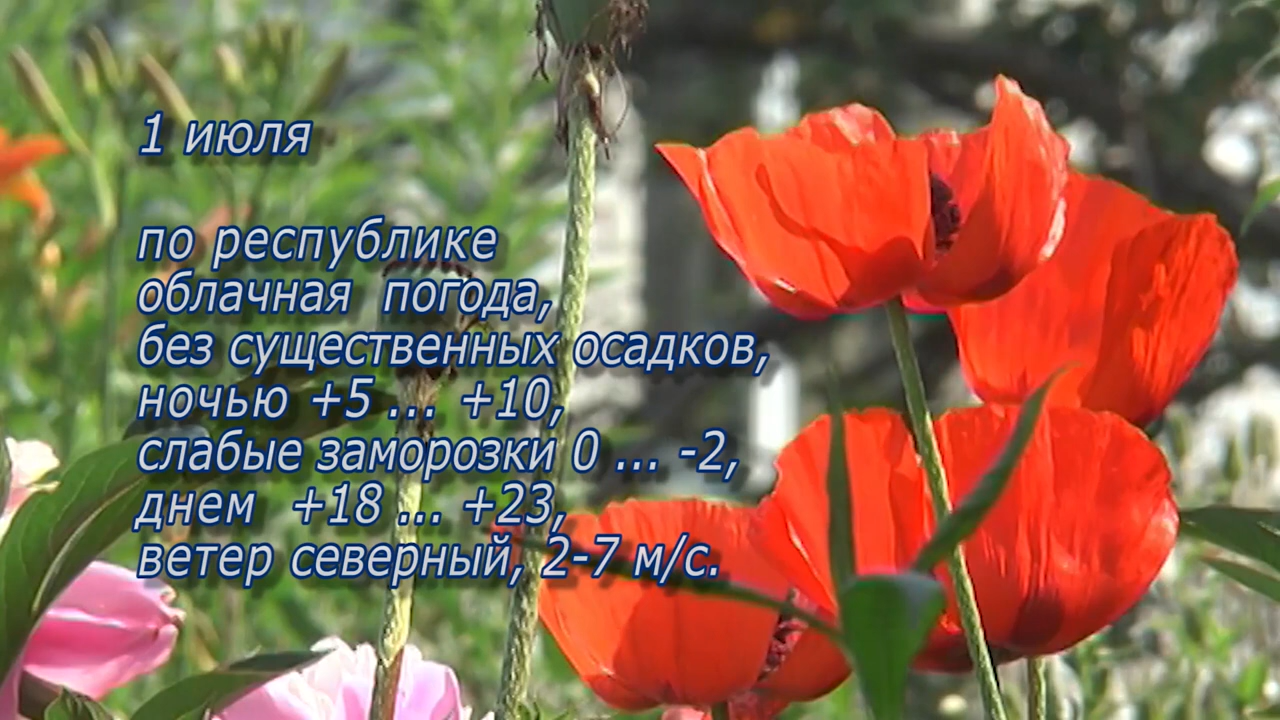 1 июля
по республике
облачная погода,
без существенных осадков,
ночью +5 ... +10,
слабые заморозки 0 ... -2,
днем +18 ... +23,
ветер северный, 2-7 м/с.